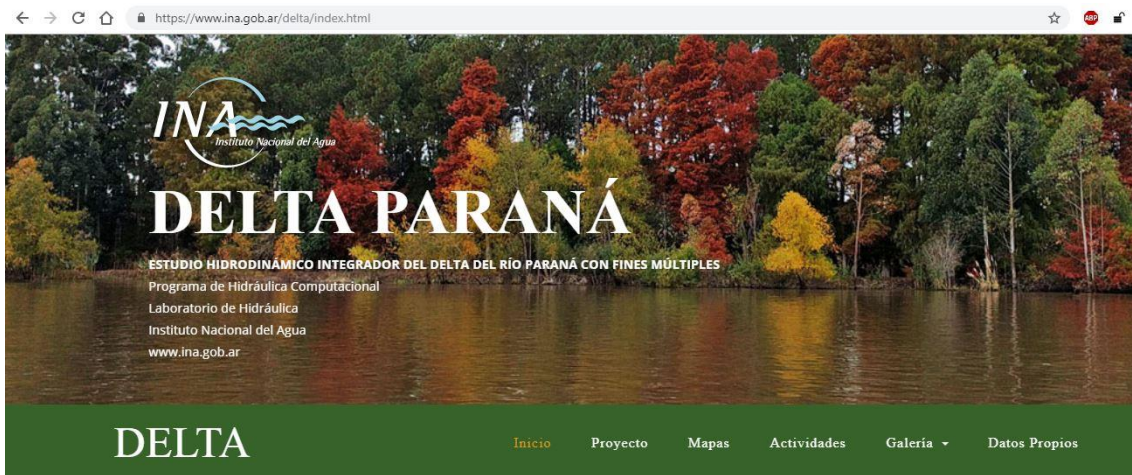 https://www.ina.gob.ar/delta/index.html
ABP
INA
Instituto Nacional del Agua
DELTA PARANÁ
ESTUDIO HIDRODINÁMICO INTEGRADOR DEL DELTA DEL RÍO PARANÁ CON FINES MÚLTIPLES
Programa de Hidráulica Computacional
Laboratorio de Hidráulica
Instituto Nacional del Agua
www.ina.gob.ar
DELTA Inicio Proyecto Mapas Actividades Galería Datos Propios